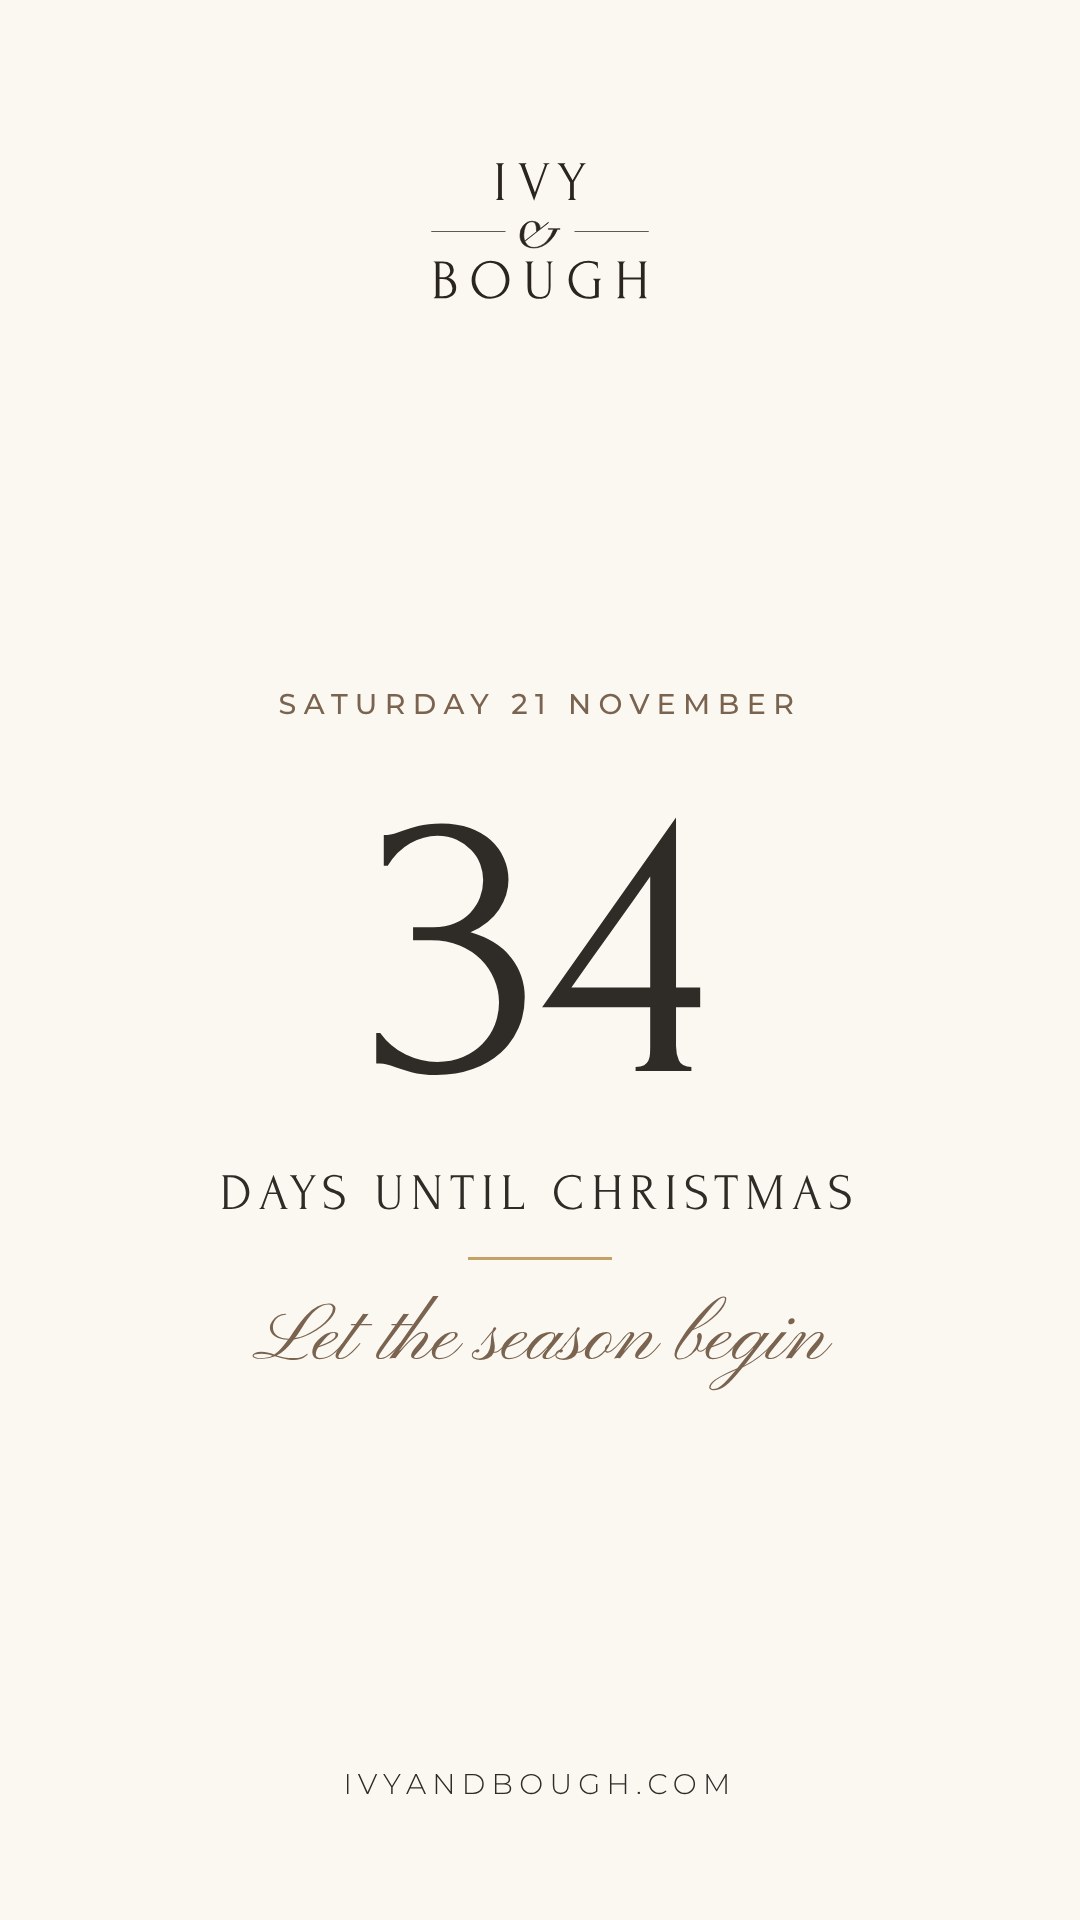 IVY
&
BOUGH
SATURDAY 21 NOVEMBER
34
DAYS UNTIL CHRISTMAS
Let the season begin
IVYANDBOUGH.COM